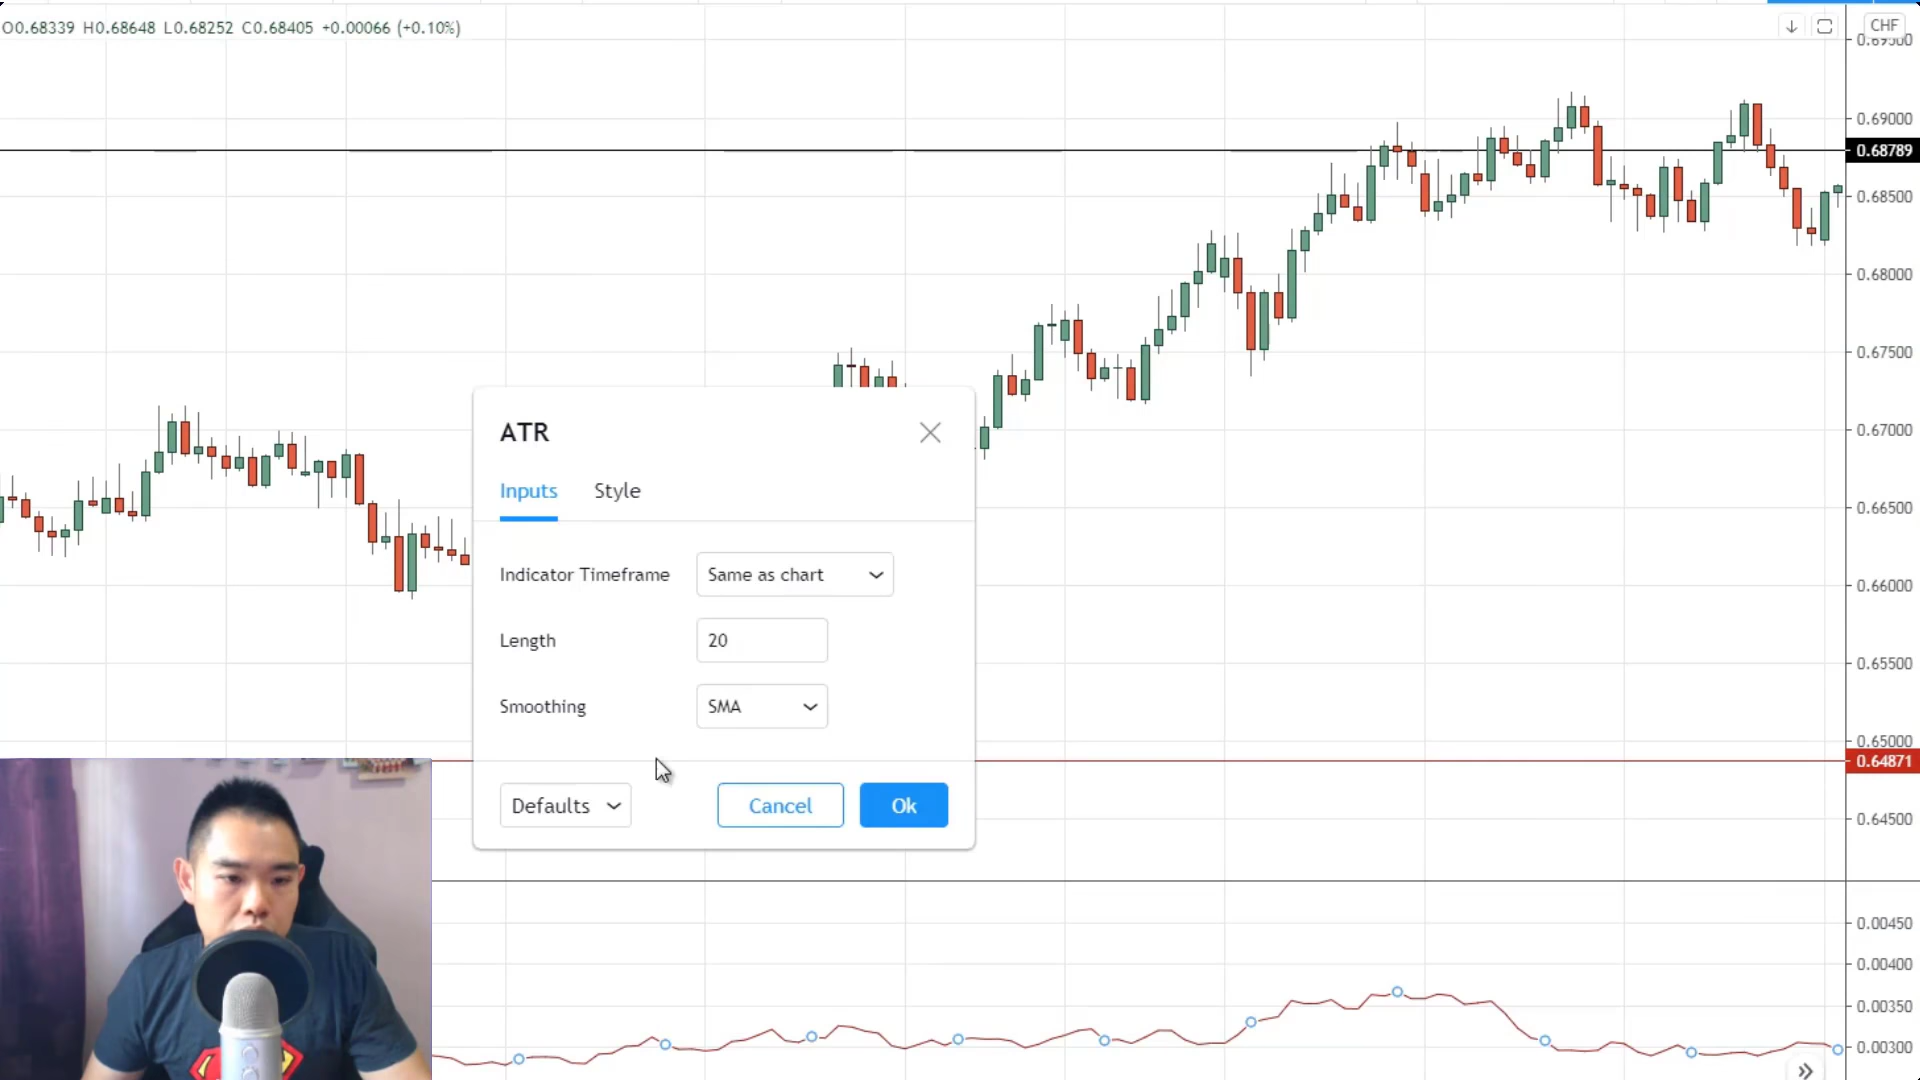 O0.68339 H0.68648 L0.68252 C0.68405 +0.00066 (+0.10%)
CHF
0.69500
0.69000
0.68789
0.68500
0.68000
0.67500
0.67000
0.66500
0.66000
0.65500
0.65000
0.64871
0.64500
0.00450
0.00400
0.00350
0.00300
ATR
Inputs Style
Indicator Timeframe Same as chart
Length 20
Smoothing SMA
Defaults Cancel Ok